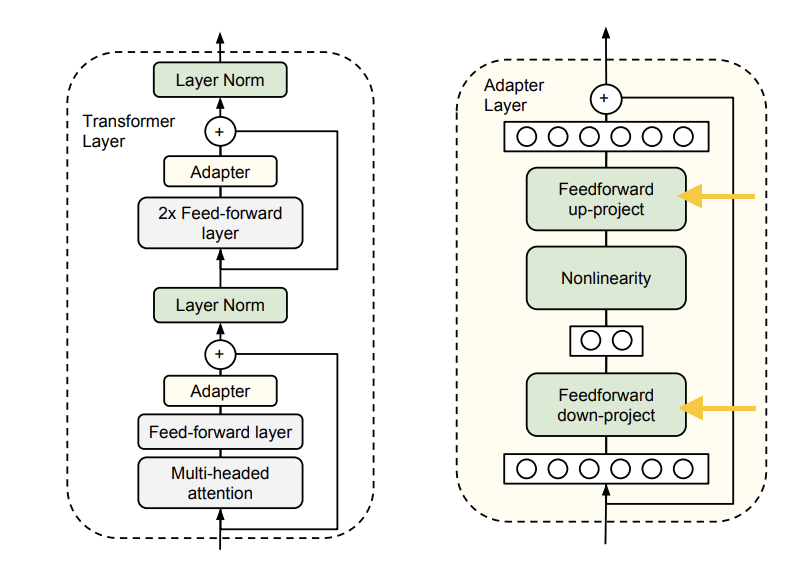 Layer Norm
Transformer
Layer
+
Adapter
2x Feed-forward
layer
Layer Norm
+
Adapter
Feed-forward layer
Multi-headed
attention
Adapter
Layer
+
Feedforward
up-project
Nonlinearity
Feedforward
down-project